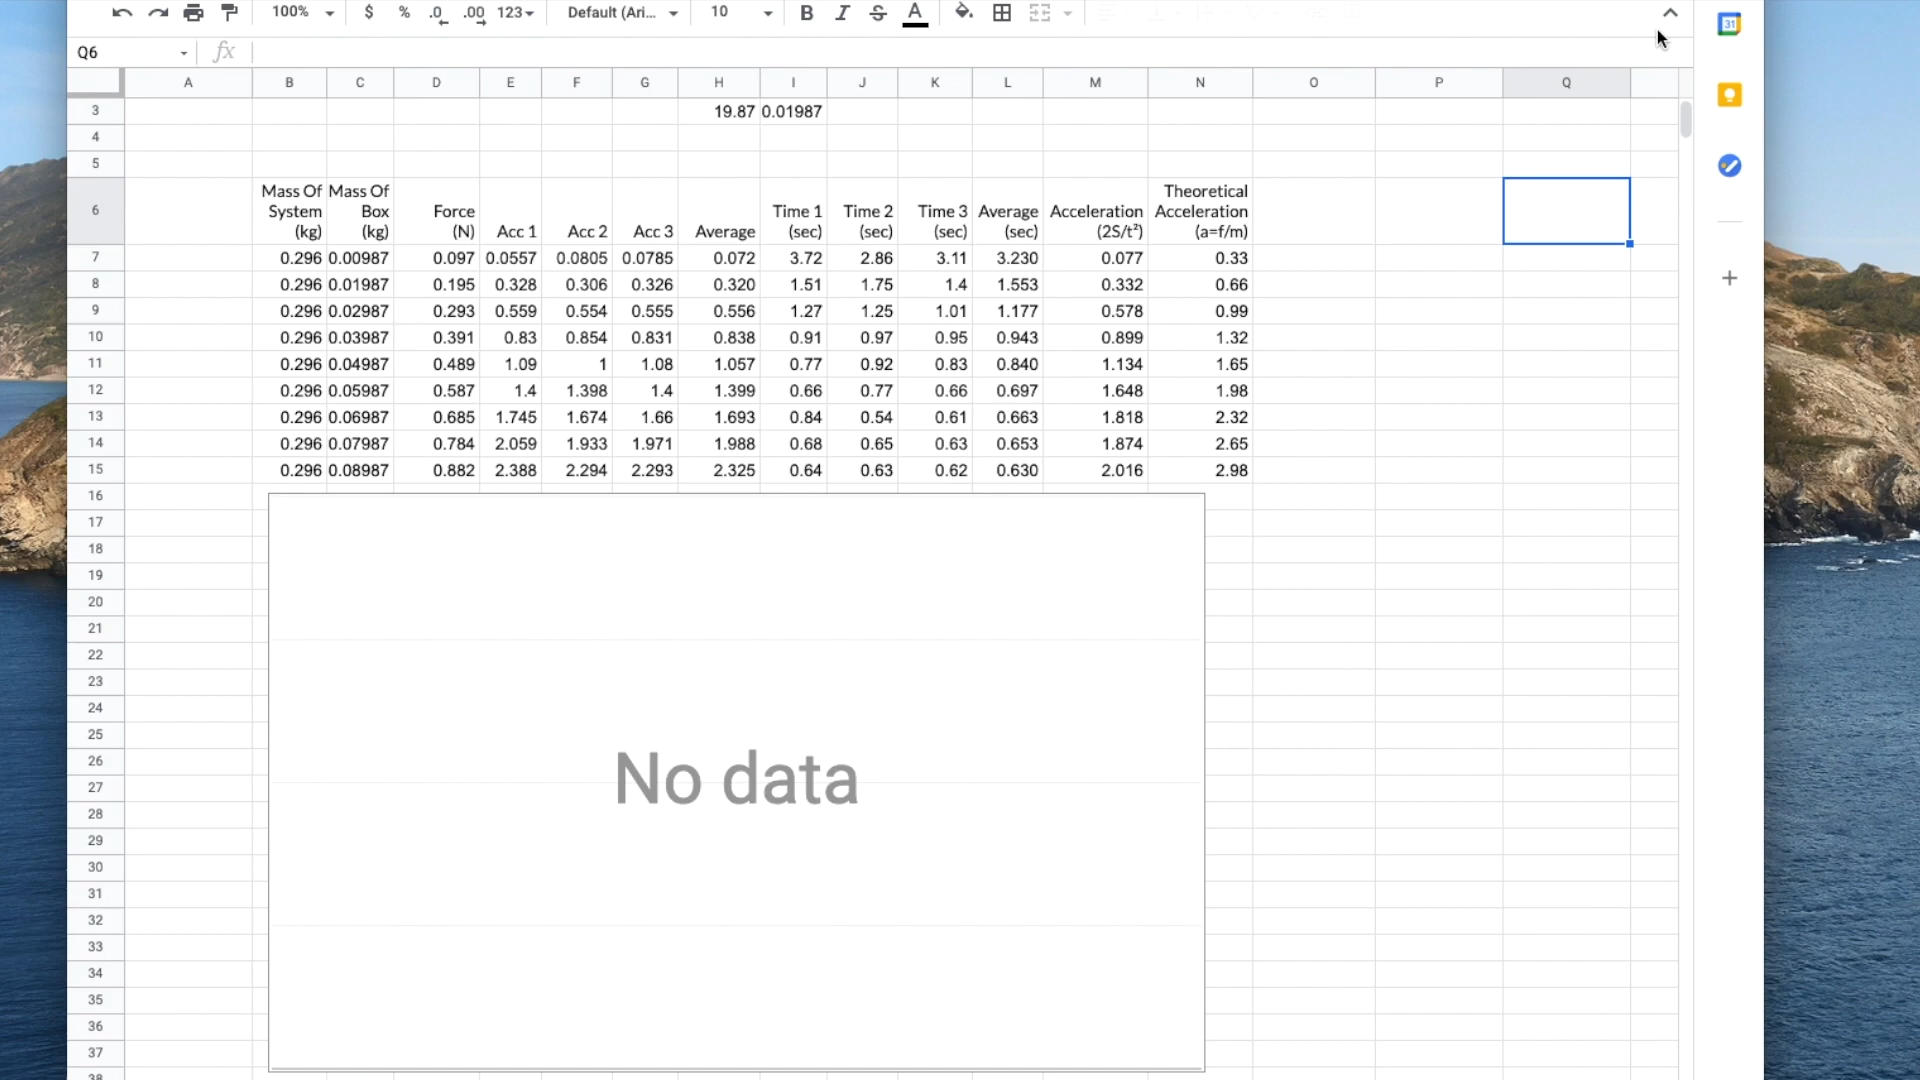 100% $ % .0 .00 123 Default (Ari... 10 B I S A
Q6 fx
A B C D E F G H I J K L M N O P Q
3 19.87 0.01987
4
5
Mass Of Mass Of Theoretical
System Box Force Time 1 Time 2 Time 3 Average Acceleration Acceleration
6 (kg) (kg) (N) Acc 1 Acc 2 Acc 3 Average (sec) (sec) (sec) (sec) (2S/t²) (a=f/m)
7 0.296 0.00987 0.097 0.0557 0.0805 0.0785 0.072 3.72 2.86 3.11 3.230 0.077 0.33
8 0.296 0.01987 0.195 0.328 0.306 0.326 0.320 1.51 1.75 1.4 1.553 0.332 0.66
9 0.296 0.02987 0.293 0.559 0.554 0.555 0.556 1.27 1.25 1.01 1.177 0.578 0.99
10 0.296 0.03987 0.391 0.83 0.854 0.831 0.838 0.91 0.97 0.95 0.943 0.899 1.32
11 0.296 0.04987 0.489 1.09 1 1.08 1.057 0.77 0.92 0.83 0.840 1.134 1.65
12 0.296 0.05987 0.587 1.4 1.398 1.4 1.399 0.66 0.77 0.66 0.697 1.648 1.98
13 0.296 0.06987 0.685 1.745 1.674 1.66 1.693 0.84 0.54 0.61 0.663 1.818 2.32
14 0.296 0.07987 0.784 2.059 1.933 1.971 1.988 0.68 0.65 0.63 0.653 1.874 2.65
15 0.296 0.08987 0.882 2.388 2.294 2.293 2.325 0.64 0.63 0.62 0.630 2.016 2.98
16
17
18
19
20
21
22
23
24
25
26
No data
27
28
29
30
31
32
33
34
35
36
37
38
31